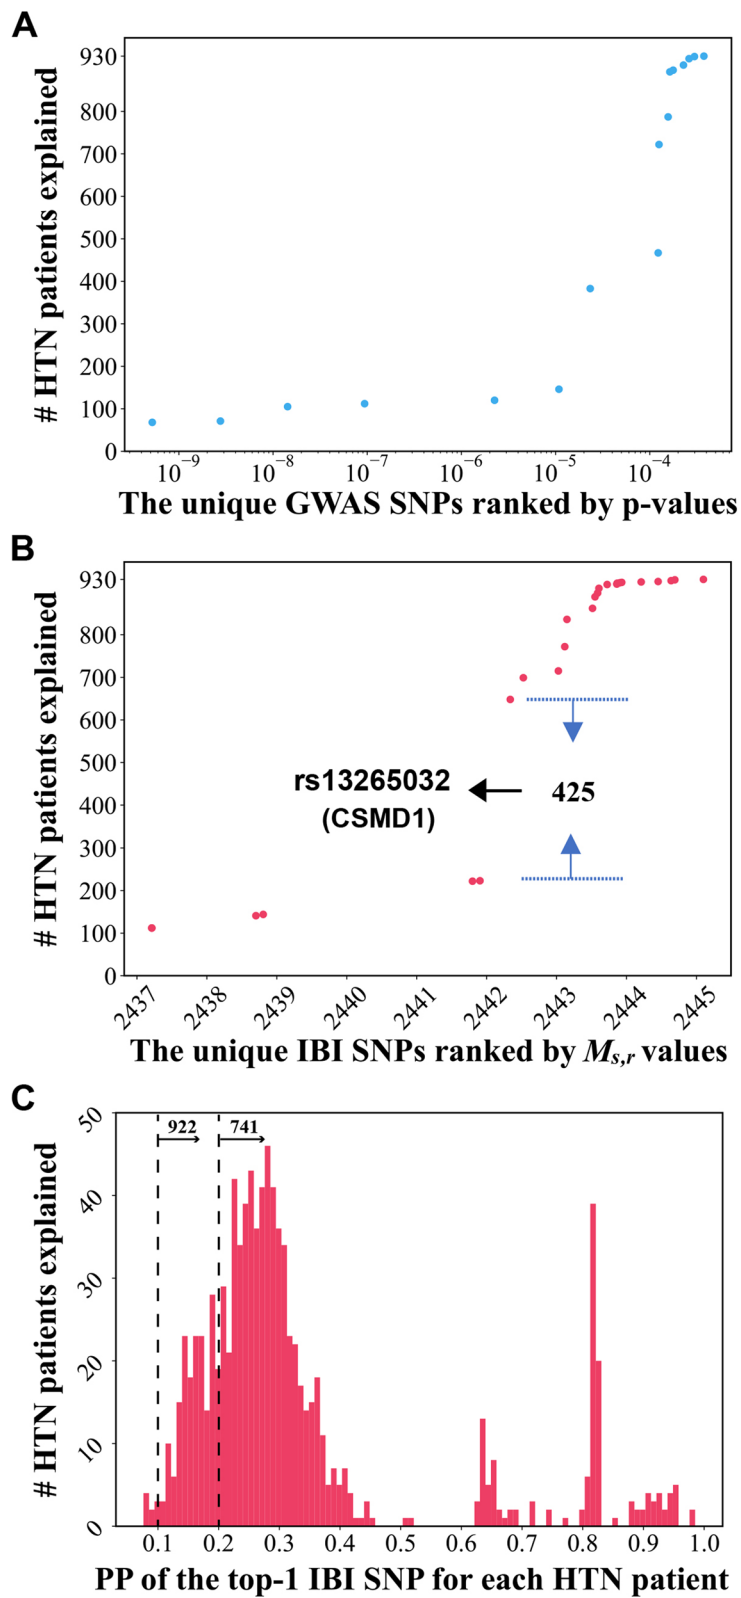 A
# HTN patients explained
930
800
700
600
500
400
300
200
100
0
10⁻⁹ 10⁻⁸ 10⁻⁷ 10⁻⁶ 10⁻⁵ 10⁻⁴
The unique GWAS SNPs ranked by p-values
B
# HTN patients explained
930
800
700
600
500
400
300
200
100
0
rs13265032
(CSMD1)
425
2437 2438 2439 2440 2441 2442 2443 2444 2445
The unique IBI SNPs ranked by Ms,r values
C
# HTN patients explained
50
40
30
20
10
0
922 741
0.1 0.2 0.3 0.4 0.5 0.6 0.7 0.8 0.9 1.0
PP of the top-1 IBI SNP for each HTN patient